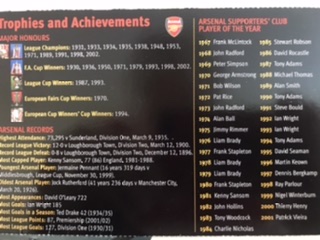 Trophies and Achievements
MAJOR HONOURS
League Champions: 1931, 1933, 1934, 1935, 1938, 1948, 1953,
1971, 1989, 1991, 1998, 2002.
F.A. Cup Winners: 1930, 1936, 1950, 1971, 1979, 1993, 1998, 2002.
League Cup Winners: 1987, 1993.
European Fairs Cup Winners: 1970.
European Cup Winners' Cup Winners: 1994.
ARSENAL RECORDS
Highest Attendance: 73,295 v Sunderland, Division One, March 9, 1935.
Record League Victory: 12-0 v Loughborough Town, Division Two, March 12, 1900.
Record League Defeat: 0-8 v Loughborough Town, Division Two, December 12, 1896.
Most Capped Player: Kenny Sansom, 77 (86) England, 1981-1988.
Youngest Arsenal Player: Jermaine Pennant (16 years 319 days v
Middlesbrough, League Cup, November 30, 1999).
Oldest Arsenal Player: Jock Rutherford (41 years 236 days v Manchester City,
March 20, 1926).
Most Appearances: David O'Leary 722
Most Goals: Ian Wright 185
Most Goals in a Season: Ted Drake 42 (1934/35)
Most League Points: 87, Premiership (2001/02)
Most League Goals: 127, Division One (1930/31)
ARSENAL SUPPORTERS' CLUB
PLAYER OF THE YEAR
1967 Frank McLintock
1968 John Radford
1969 Peter Simpson
1970 George Armstrong
1971 Bob Wilson
1972 Pat Rice
1973 John Radford
1974 Alan Ball
1975 Jimmy Rimmer
1976 Liam Brady
1977 Frank Stapleton
1978 Liam Brady
1979 Liam Brady
1980 Frank Stapleton
1981 Kenny Sansom
1982 John Hollins
1983 Tony Woodcock
1984 Charlie Nicholas
1985 Stewart Robson
1986 David Rocastle
1987 Tony Adams
1988 Michael Thomas
1989 Alan Smith
1990 Tony Adams
1991 Steve Bould
1992 Ian Wright
1993 Ian Wright
1994 Tony Adams
1995 David Seaman
1996 Martin Keown
1997 Dennis Bergkamp
1998 Ray Parlour
1999 Nigel Winterburn
2000 Thierry Henry
2001 Patrick Vieira